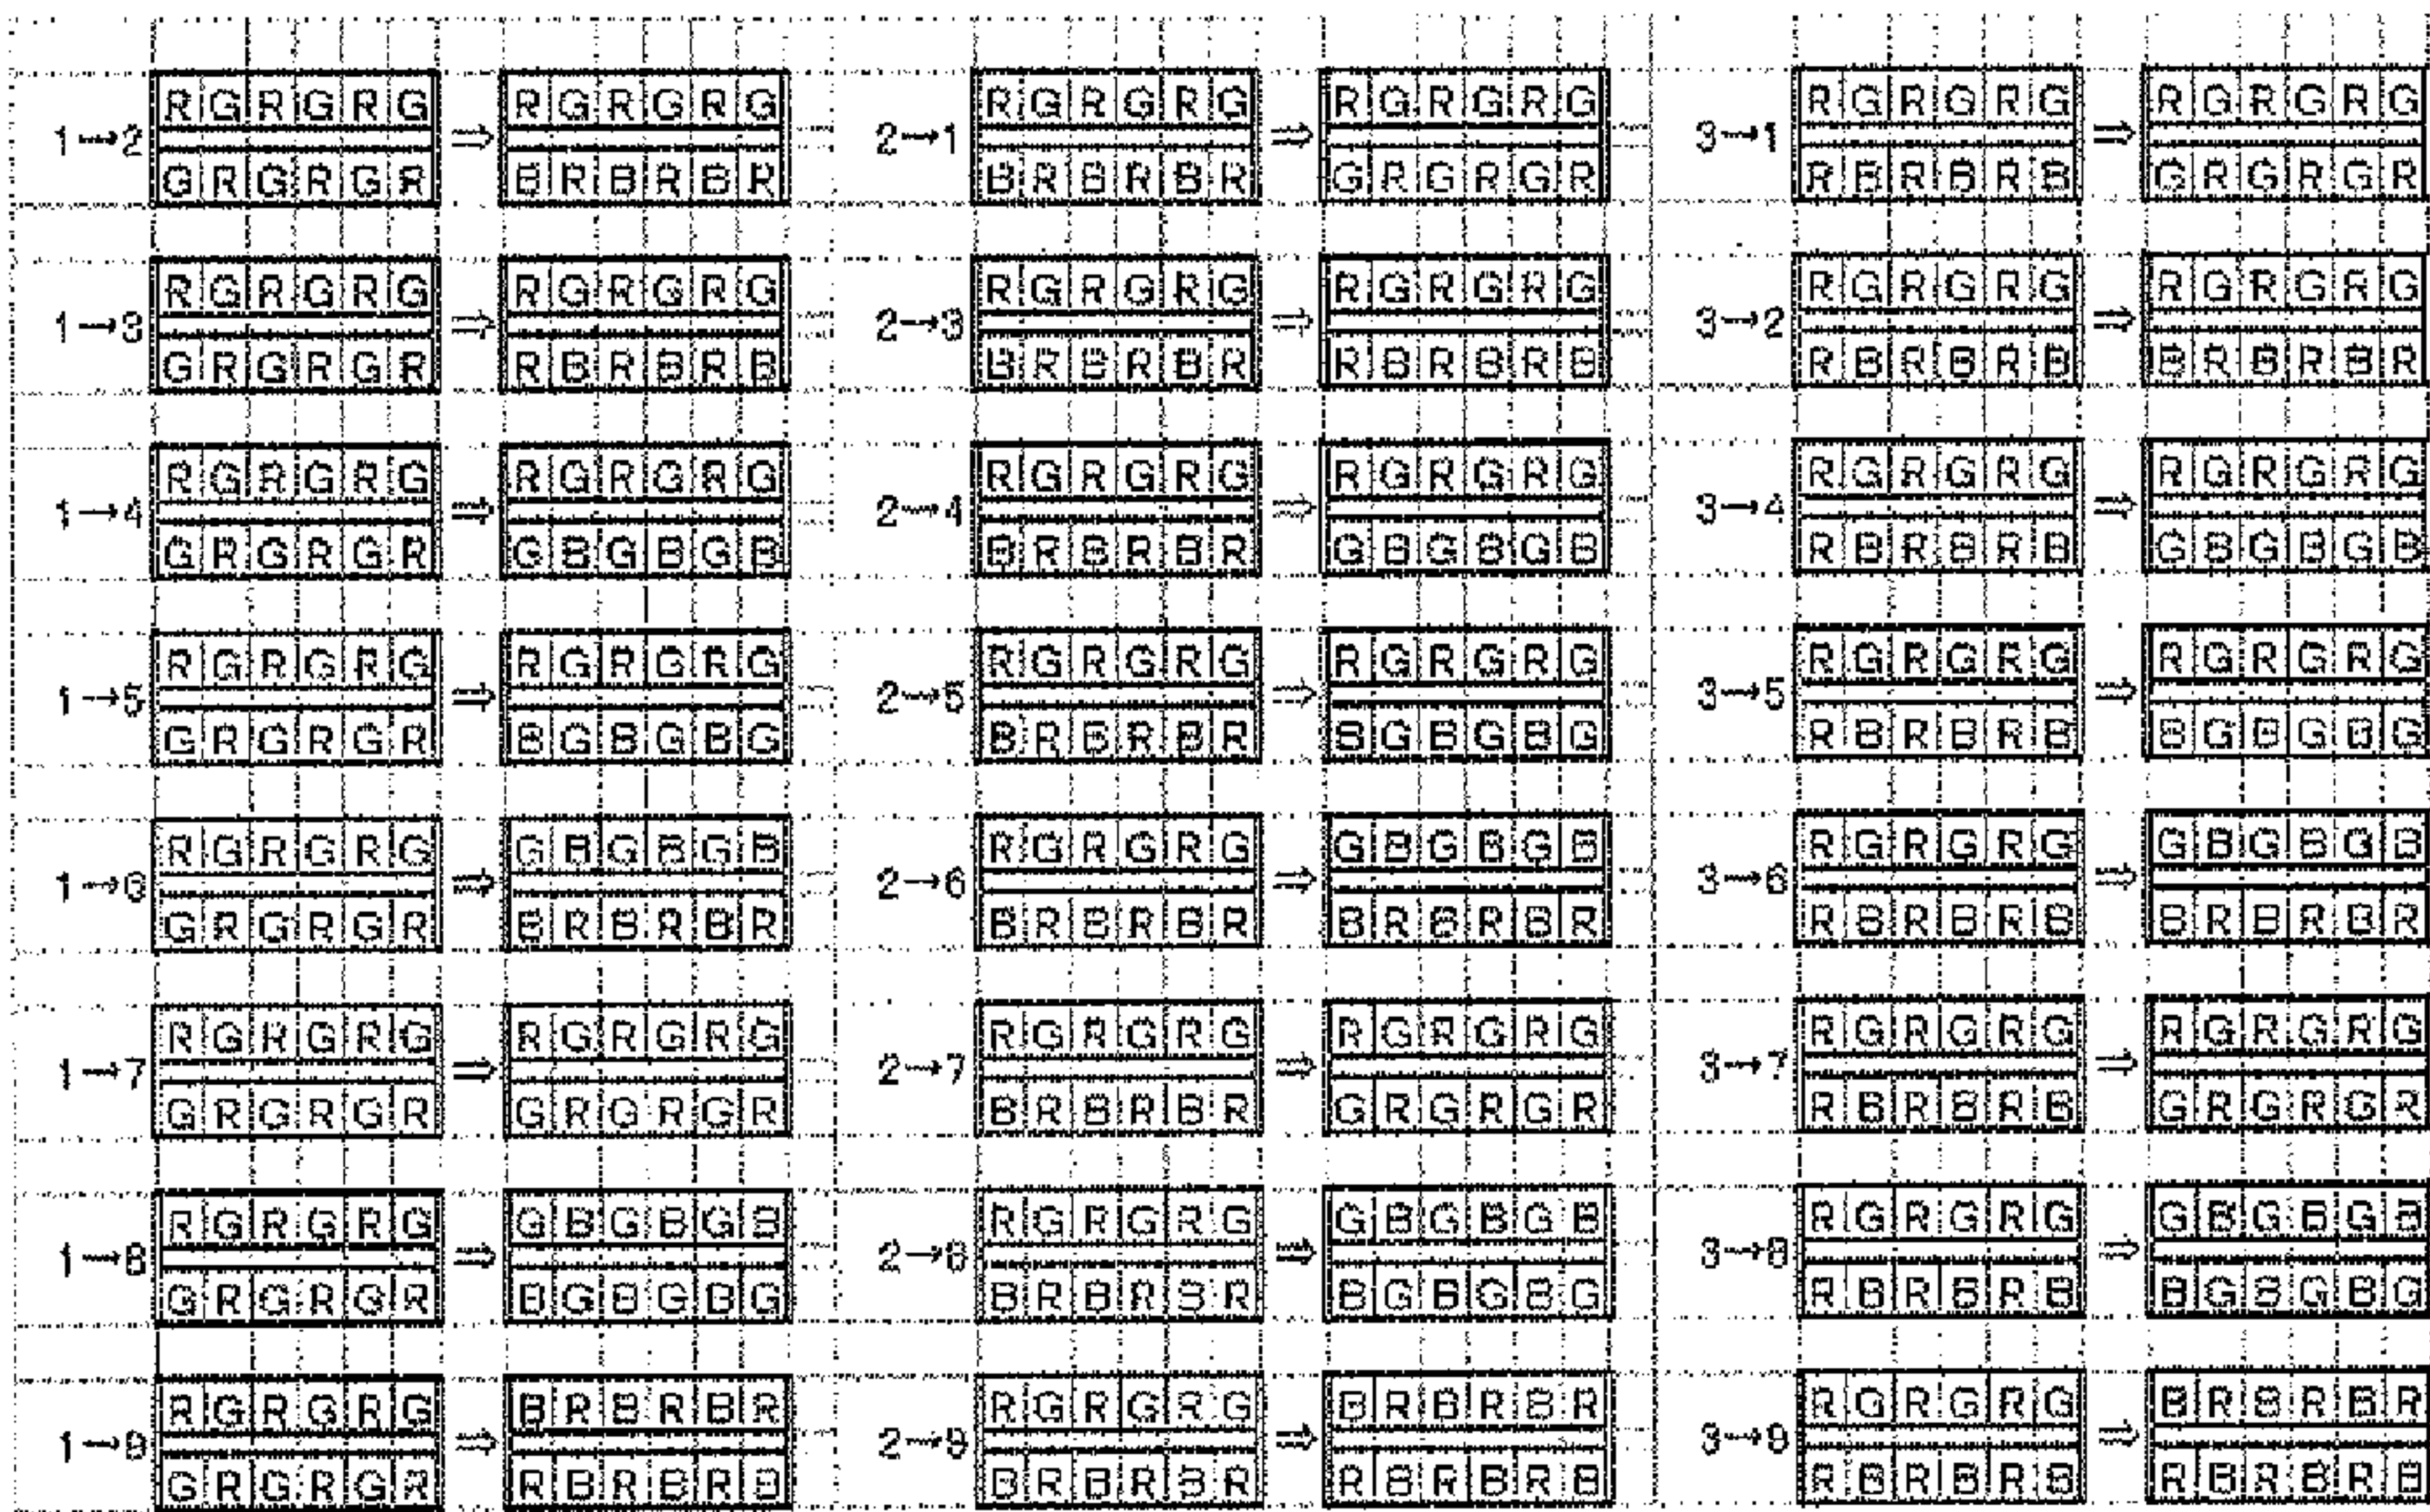 RGRGRG RGRGRG RGRGRG RGRGRG RGRGRG RGRGRG
1→2 ⇒ 2→1 ⇒ 3→1 ⇒
GRGRGR BRBRBR BRBRBR GRGRGR RBRBRB GRGRGR
RGRGRG RGRGRG RGRGRG RGRGRG RGRGRG RGRGRG
1→3 ⇒ 2→3 ⇒ 3→2 ⇒
GRGRGR RBRBRB BRBRBR RBRBRB RBRBRB BRBRBR
RGRGRG RGRGRG RGRGRG RGRGRG RGRGRG RGRGRG
1→4 ⇒ 2→4 ⇒ 3→4 ⇒
GRGRGR GBGBGB BRBRBR GBGBGB RBRBRB GBGBGB
RGRGRG RGRGRG RGRGRG RGRGRG RGRGRG RGRGRG
1→5 ⇒ 2→5 ⇒ 3→5 ⇒
GRGRGR BGBGBG BRBRBR BGBGBG RBRBRB BGBGBG
RGRGRG GBGBGB RGRGRG GBGBGB RGRGRG GBGBGB
1→6 ⇒ 2→6 ⇒ 3→6 ⇒
GRGRGR BRBRBR BRBRBR BRBRBR RBRBRB BRBRBR
RGRGRG RGRGRG RGRGRG RGRGRG RGRGRG RGRGRG
1→7 ⇒ 2→7 ⇒ 3→7 ⇒
GRGRGR GRGRGR BRBRBR GRGRGR RBRBRB GRGRGR
RGRGRG GBGBGB RGRGRG GBGBGB RGRGRG GBGBGB
1→8 ⇒ 2→8 ⇒ 3→8 ⇒
GRGRGR BGBGBG BRBRBR BGBGBG RBRBRB BGBGBG
RGRGRG BRBRBR RGRGRG BRBRBR RGRGRG BRBRBR
1→9 ⇒ 2→9 ⇒ 3→9 ⇒
GRGRGR RBRBRB BRBRBR RBRBRB RBRBRB RBRBRB